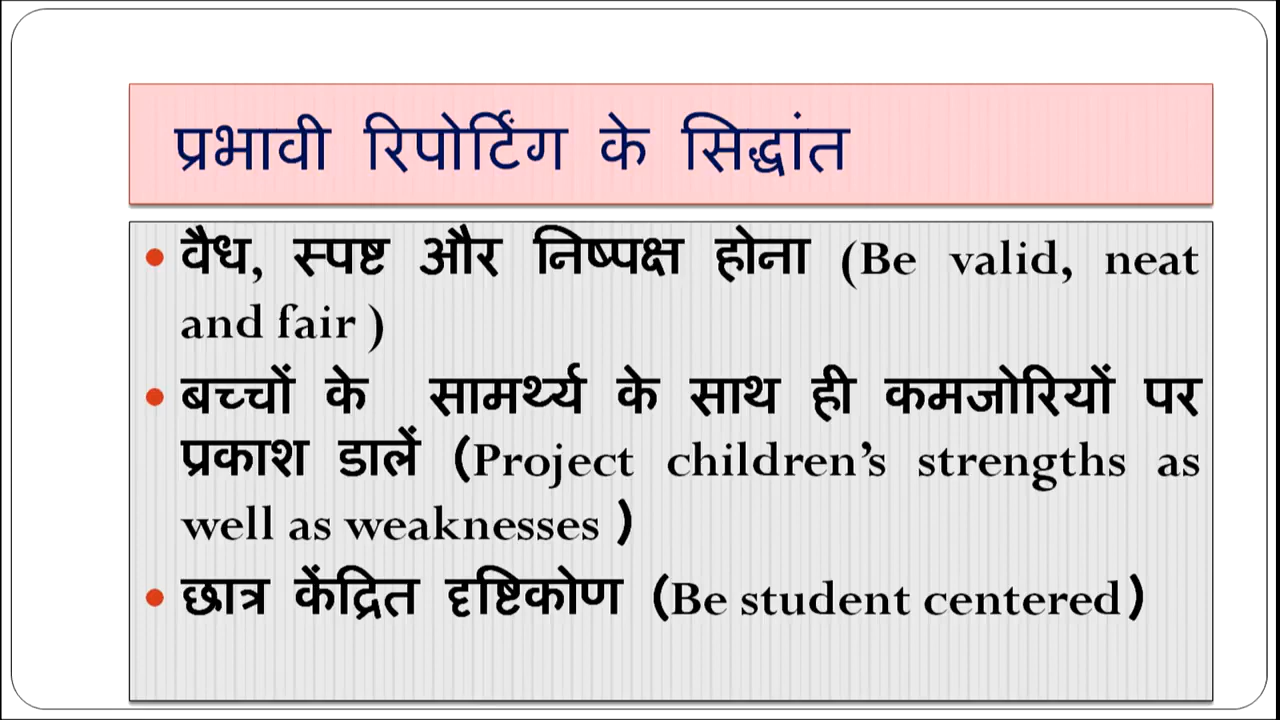 प्रभावी रिपोर्टिंग के सिद्धांत
• वैध, स्पष्ट और निष्पक्ष होना (Be valid, neat
and fair )
• बच्चों के सामर्थ्य के साथ ही कमजोरियों पर
प्रकाश डालें (Project children’s strengths as
well as weaknesses )
• छात्र केंद्रित दृष्टिकोण (Be student centered)